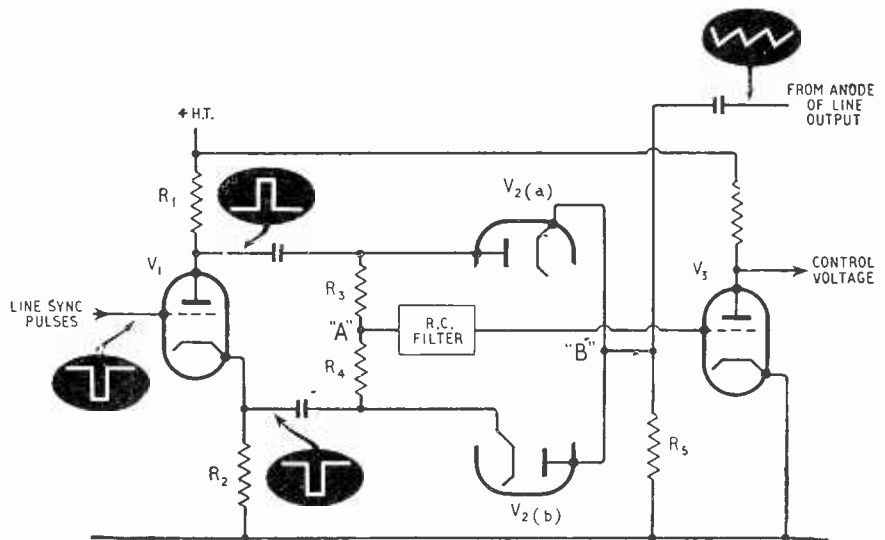 FROM ANODE
OF LINE
OUTPUT
+ H.T.
R1
V2(a)
V1
R3
V3
CONTROL
VOLTAGE
LINE SYNC
PULSES
"A"
R.C.
FILTER
"B"
R4
R2
R5
V2(b)